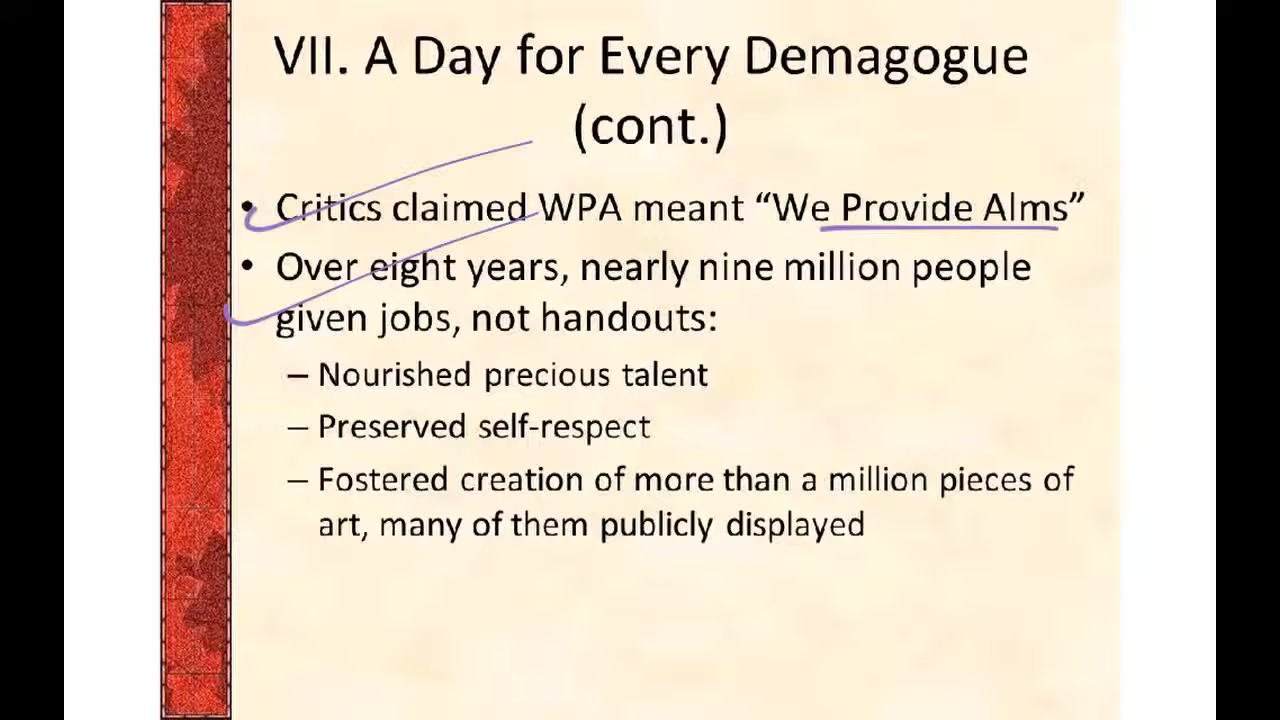 VII. A Day for Every Demagogue
(cont.)
• Critics claimed WPA meant “We Provide Alms”
• Over eight years, nearly nine million people
given jobs, not handouts:
– Nourished precious talent
– Preserved self-respect
– Fostered creation of more than a million pieces of
art, many of them publicly displayed